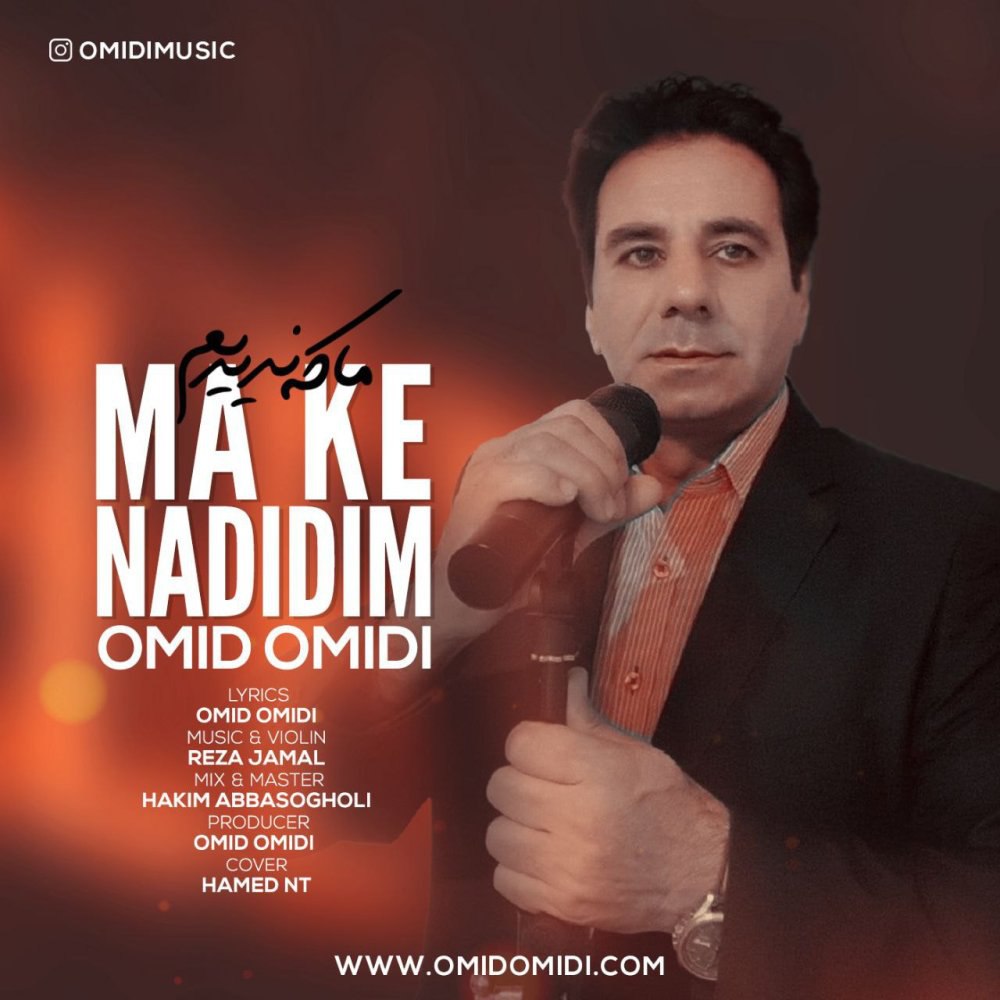 OMIDIMUSIC
ما که ندیدیم
MA KE
NADIDIM
OMID OMIDI
LYRICS
OMID OMIDI
MUSIC & VIOLIN
REZA JAMAL
MIX & MASTER
HAKIM ABBASOGHOLI
PRODUCER
OMID OMIDI
COVER
HAMED NT
WWW.OMIDOMIDI.COM